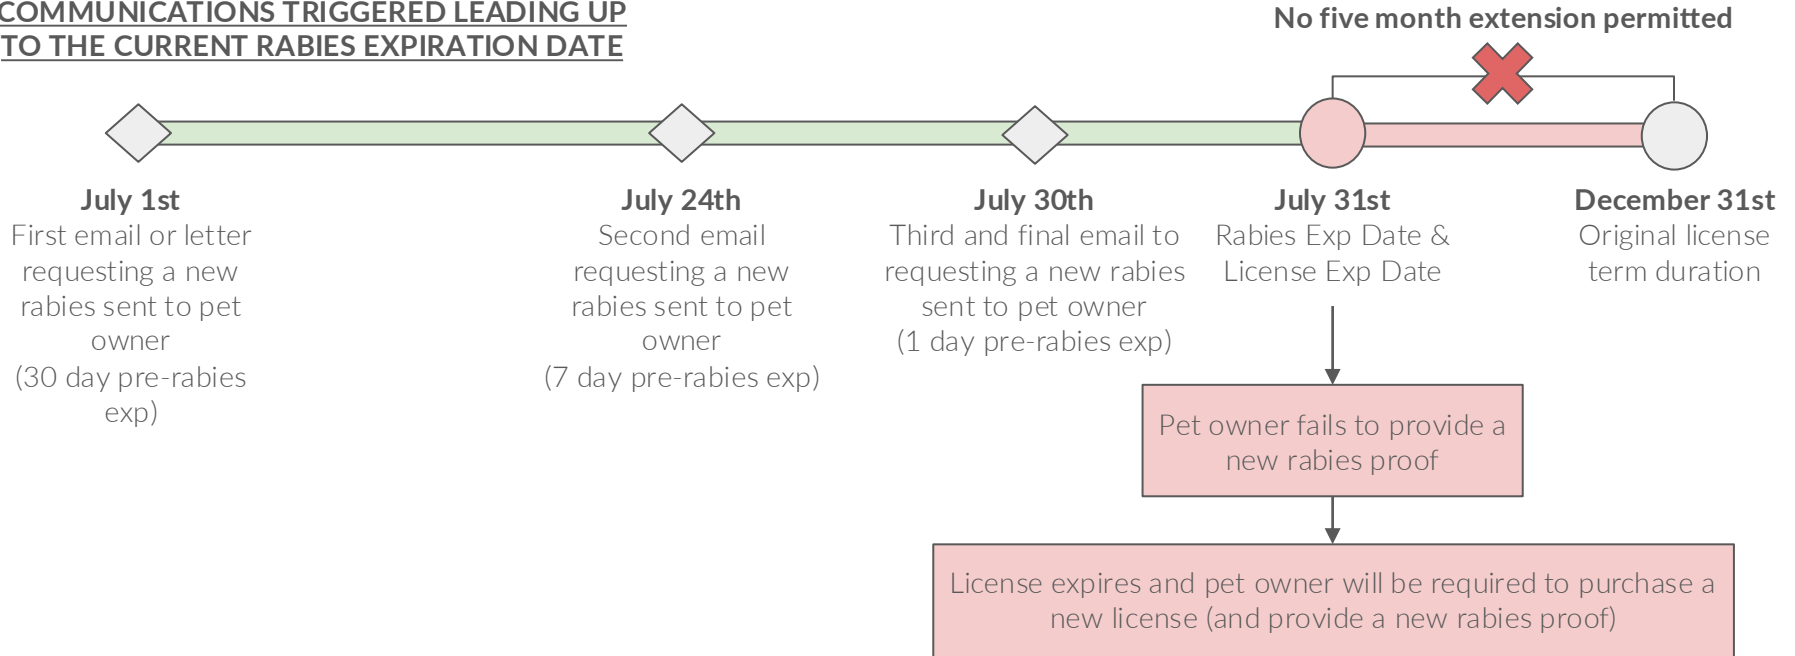 COMMUNICATIONS TRIGGERED LEADING UP
TO THE CURRENT RABIES EXPIRATION DATE
No five month extension permitted
July 1st
First email or letter
requesting a new
rabies sent to pet
owner
(30 day pre-rabies
exp)
July 24th
Second email
requesting a new
rabies sent to pet
owner
(7 day pre-rabies exp)
July 30th
Third and final email to
requesting a new rabies
sent to pet owner
(1 day pre-rabies exp)
July 31st
Rabies Exp Date &
License Exp Date
December 31st
Original license
term duration
Pet owner fails to provide a
new rabies proof
License expires and pet owner will be required to purchase a
new license (and provide a new rabies proof)